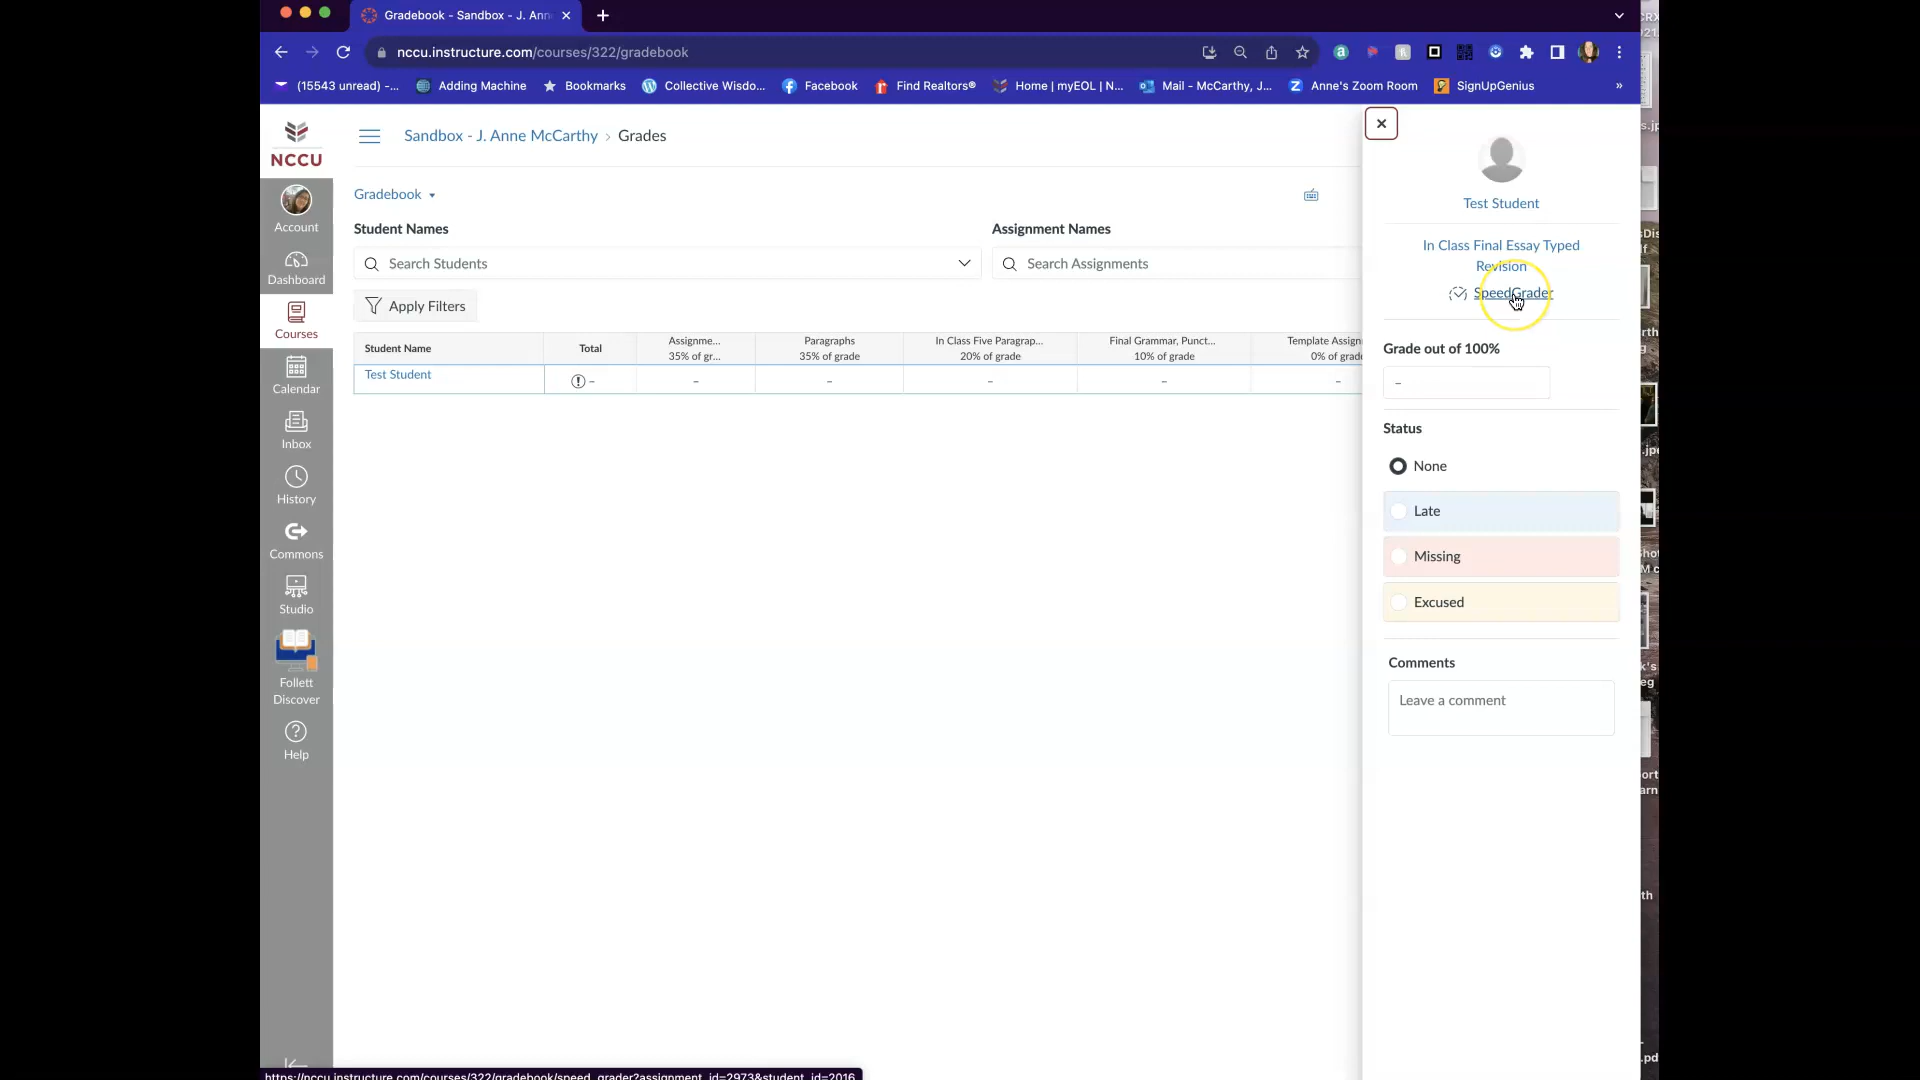 Gradebook - Sandbox - J. Ann
nccu.instructure.com/courses/322/gradebook
(15543 unread) -...
Adding Machine
Bookmarks
Collective Wisdo...
Facebook
Find Realtors®
Home | myEOL | N...
Mail - McCarthy, J...
Anne's Zoom Room
SignUpGenius
»
NCCU
Sandbox - J. Anne McCarthy › Grades
Account
Dashboard
Courses
Calendar
Inbox
History
Commons
Studio
Follett
Discover
Help
Gradebook
Student Names
Assignment Names
Search Students
Search Assignments
Apply Filters
Student Name
Total
Assignme...
35% of gr...
Paragraphs
35% of grade
In Class Five Paragrap...
20% of grade
Final Grammar, Punct...
10% of grade
Template Assign
0% of grade
Test Student
–
–
–
–
–
–
Test Student
In Class Final Essay Typed
Revision
SpeedGrader
Grade out of 100%
–
Status
None
Late
Missing
Excused
Comments
Leave a comment
https://nccu.instructure.com/courses/322/gradebook/speed_grader?assignment_id=2973&student_id=2016